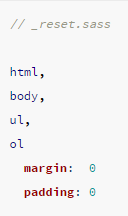 // _reset.sass
html,
body,
ul,
ol
margin: 0
padding: 0